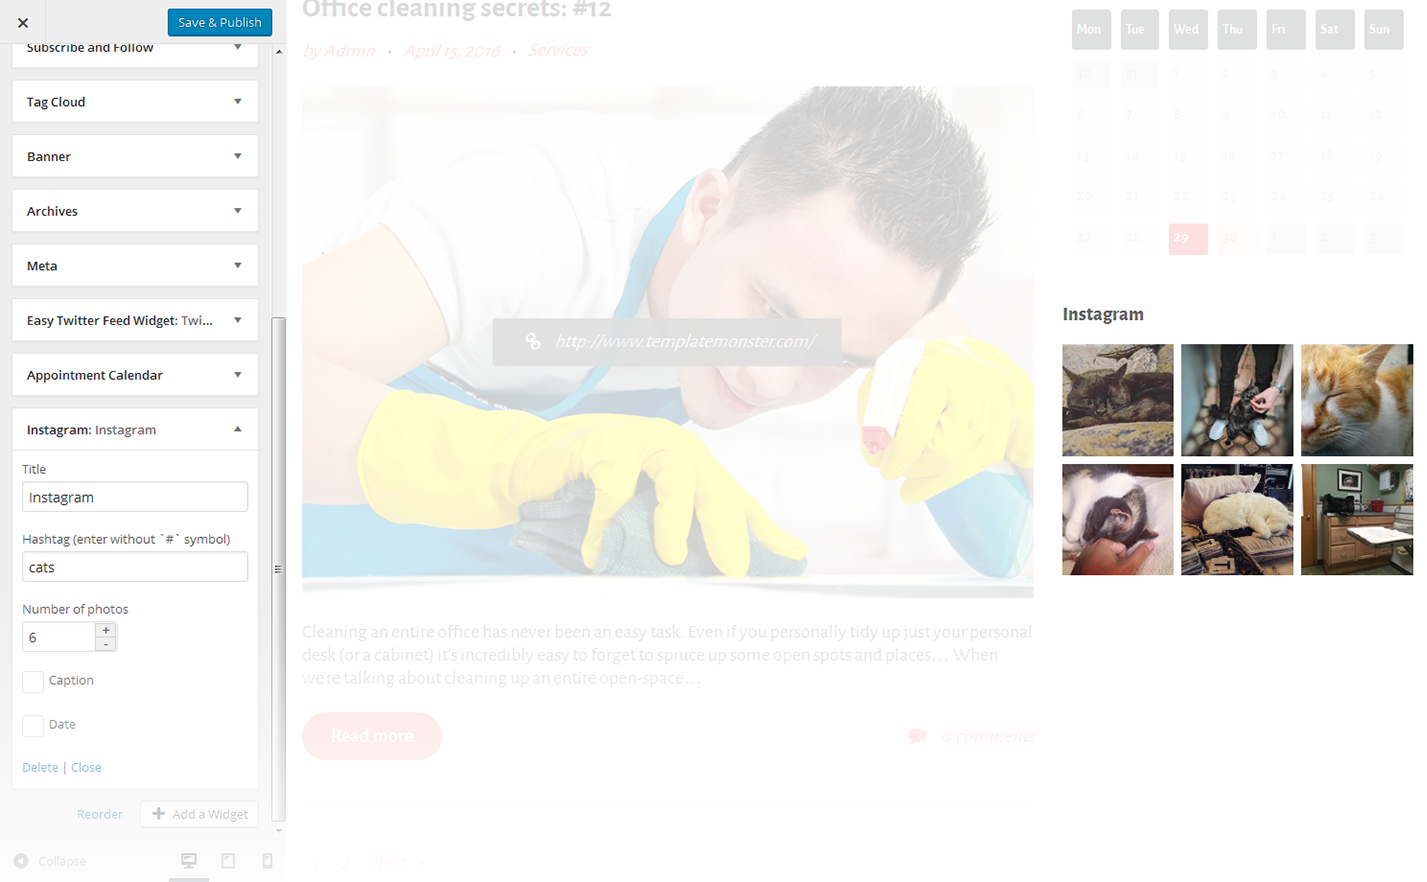 Save & Publish
Subscribe and Follow
Tag Cloud
Banner
Archives
Meta
Easy Twitter Feed Widget: Twi...
Appointment Calendar
Instagram: Instagram
Title
Instagram
Hashtag (enter without `#` symbol)
cats
Number of photos
6
+
-
Caption
Date
Delete | Close
Reorder
Add a Widget
Collapse
Office cleaning secrets: #12
by Admin • April 15, 2016 • Services
http://www.templatemonster.com/
Cleaning an entire office has never been an easy task. Even if you personally tidy up just your personal
desk (or a cabinet) it's incredibly easy to forget to spruce up some open spots and places… When
we're talking about cleaning up an entire open-space…
Read more
0 comments
1 2 Next
Mon Tue Wed Thu Fri Sat Sun
30 31 1 2 3 4 5
6 7 8 9 10 11 12
13 14 15 16 17 18 19
20 21 22 23 24 25 26
27 28 29 30 1 2 3
Instagram